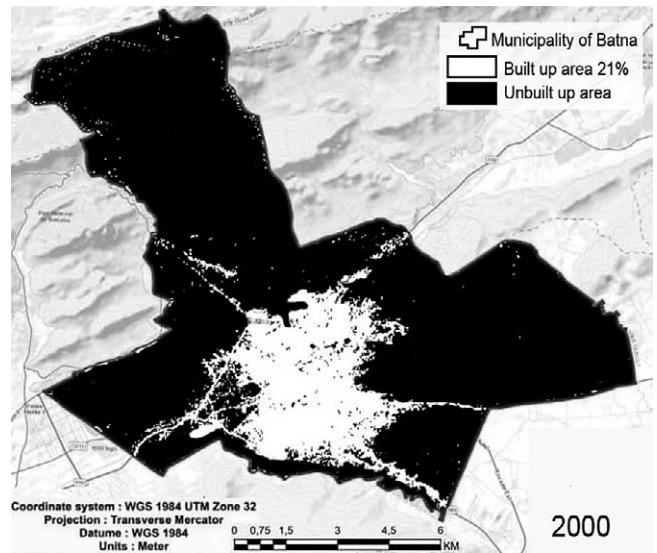 Municipality of Batna
Built up area 21%
Unbuilt up area
Coordinate system : WGS 1984 UTM Zone 32
Projection : Transverse Mercator
Datume : WGS 1984
Units : Meter
0 0,75 1,5 3 4,5 6
KM
2000